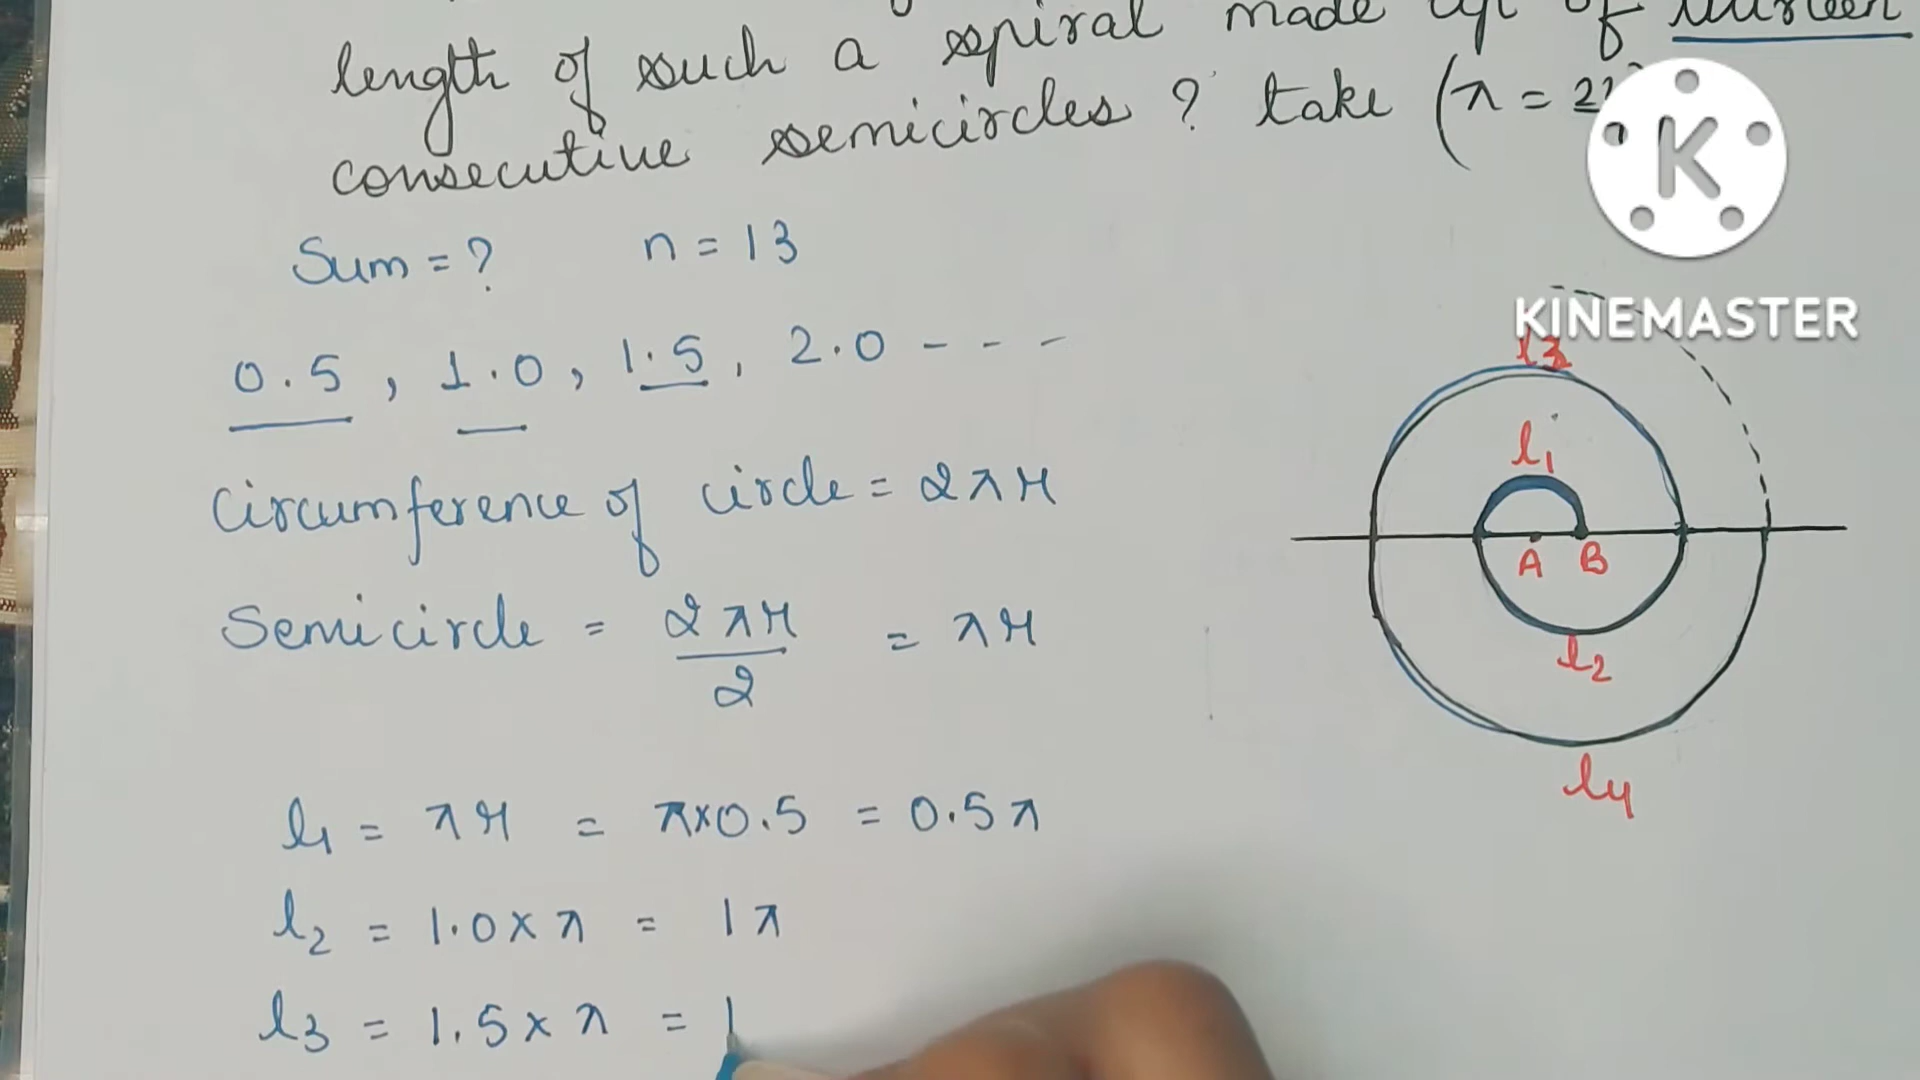 length of such a spiral made of
consecutive semicircles ? take (π = 22
Sum = ? n = 13
0.5 , 1.0 , 1.5 , 2.0 - - -
Circumference of circle = 2πr
Semicircle = 2πr/2 = πr
l1 = πr = π×0.5 = 0.5π
l2 = 1.0 × π = 1π
l3 = 1.5 × π = 1
K
KINEMASTER
l3
l1
A B
l2
l4